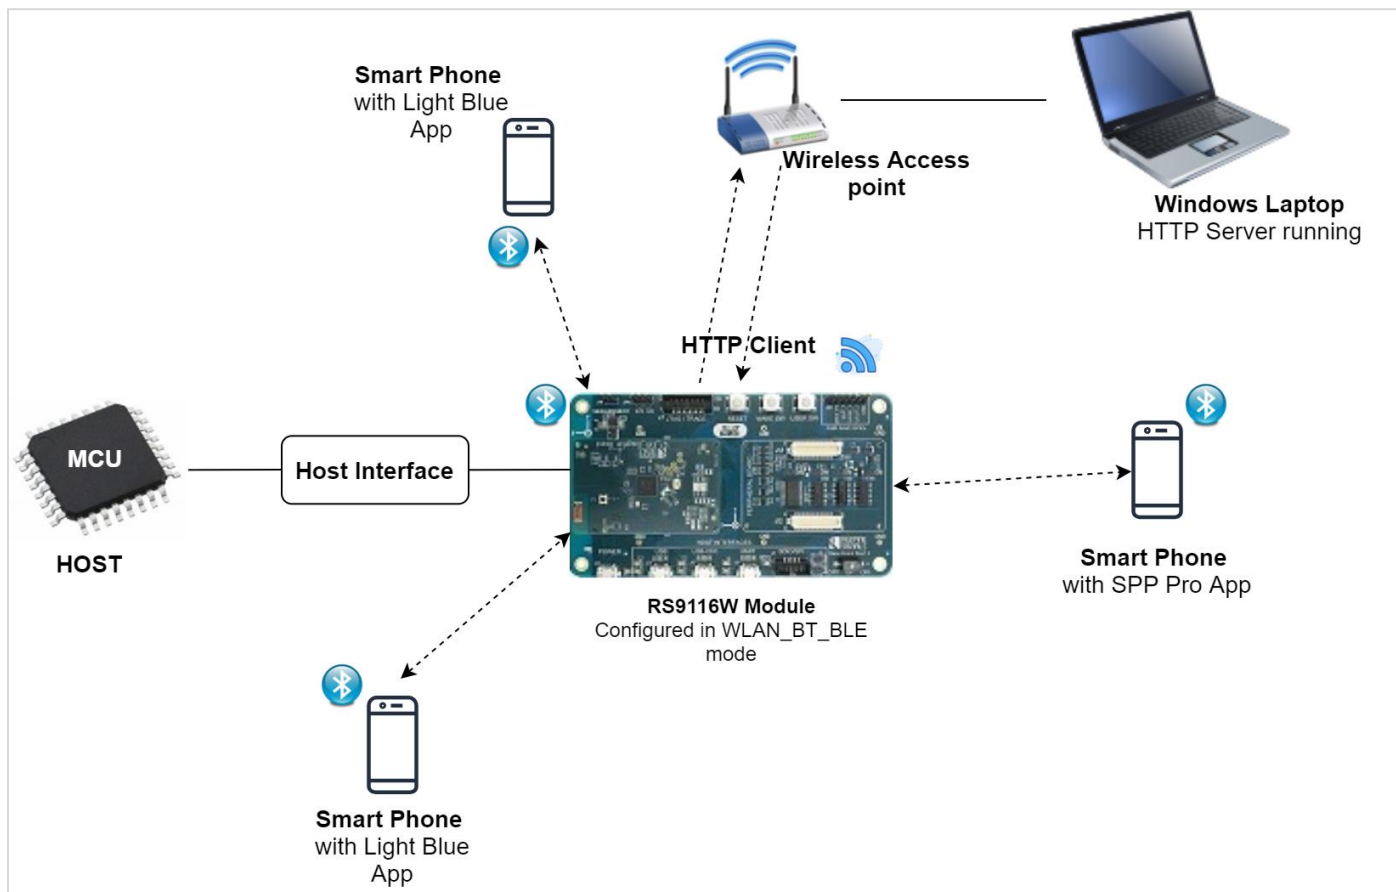 Smart Phone
with Light Blue
App
Wireless Access
point
Windows Laptop
HTTP Server running
HTTP Client
MCU
Host Interface
HOST
RS9116W Module
Configured in WLAN_BT_BLE
mode
Smart Phone
with SPP Pro App
Smart Phone
with Light Blue
App
RESET
POWER